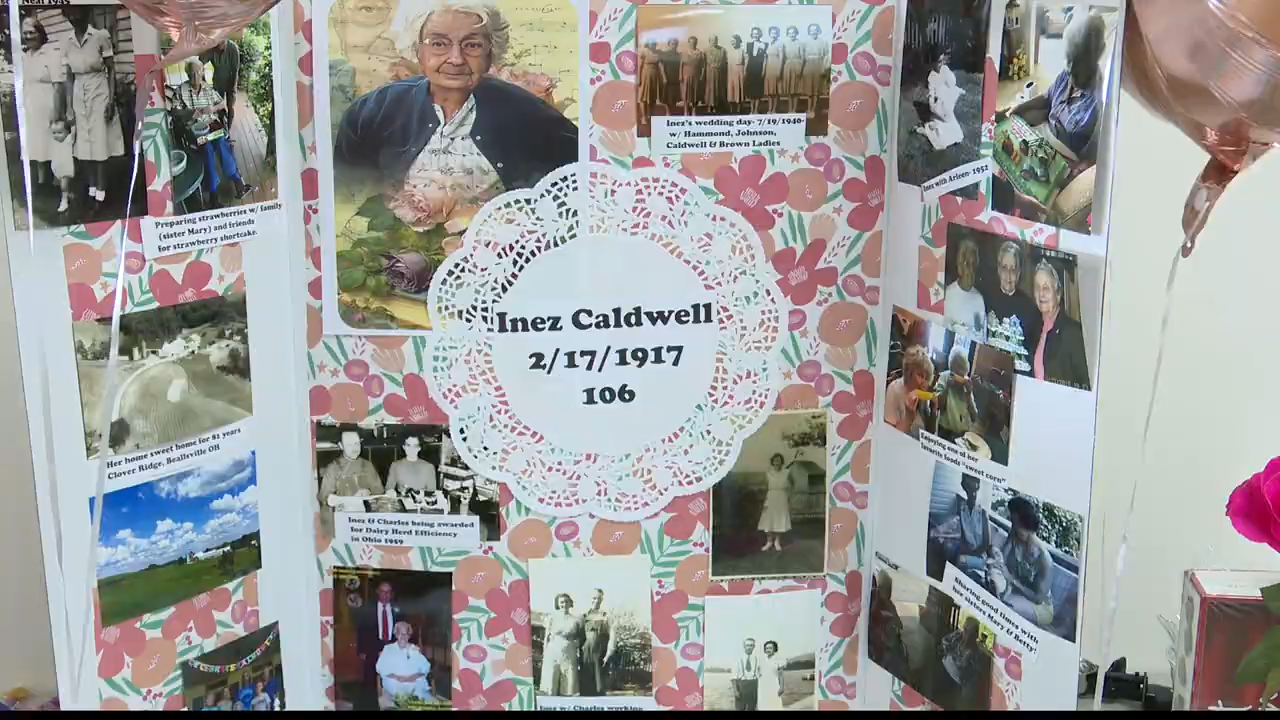 Preparing strawberries w/ family
(sister Mary) and friends
for strawberry shortcake.
Her home sweet home for 81 years
Clover Ridge, Beallsville OH
Inez's wedding day- 7/19/1940-
w/ Hammond, Johnson,
Caldwell & Brown Ladies
Inez Caldwell
2/17/1917
106
Inez & Charles being awarded
for Dairy Herd Efficiency
in Ohio 1959
Inez w/ Charles working
Inez with Arleen- 1952
Enjoying one of her
favorite foods "sweet corn"
Sharing good times with
her sisters Mary & Betty!